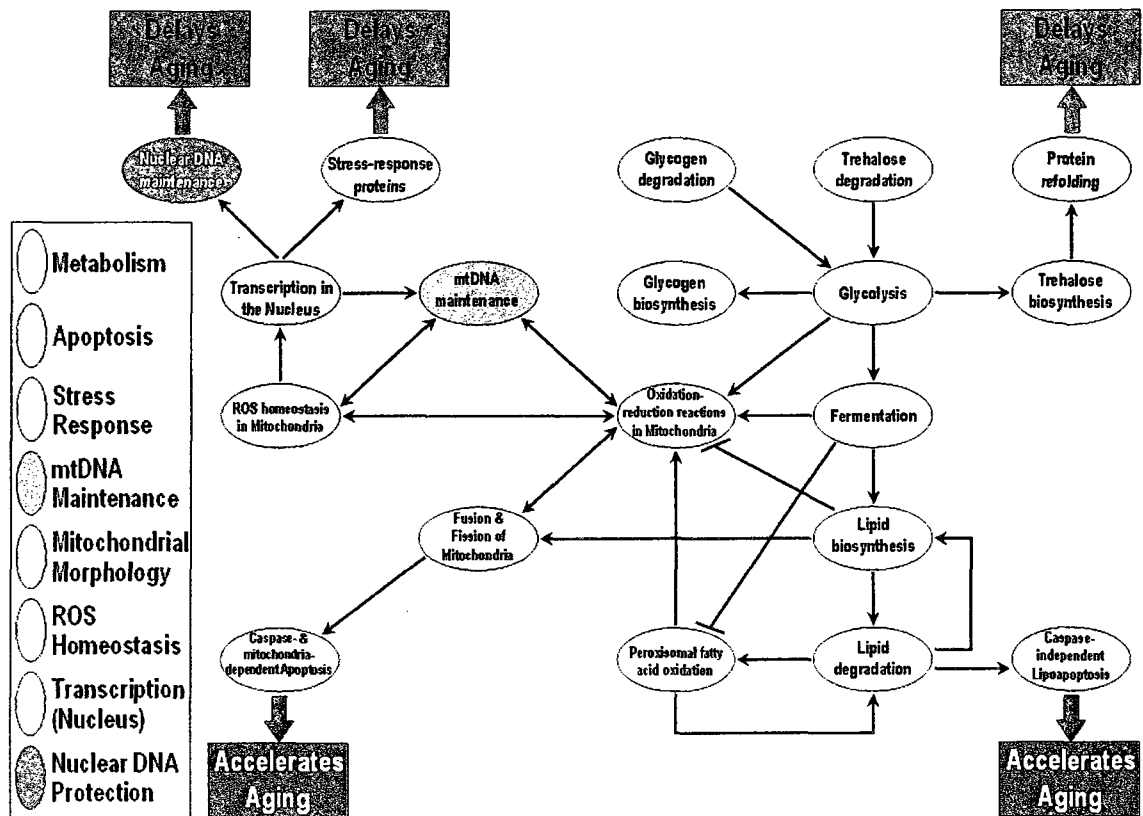 Delays
Aging
Delays
Aging
Delays
Aging
Nuclear DNA
maintenance
Stress-response
proteins
Glycogen
degradation
Trehalose
degradation
Protein
refolding
Metabolism
Apoptosis
Stress
Response
mtDNA
Maintenance
Mitochondrial
Morphology
ROS
Homeostasis
Transcription
(Nucleus)
Nuclear DNA
Protection
Transcription in
the Nucleus
mtDNA
maintenance
Glycogen
biosynthesis
Glycolysis
Trehalose
biosynthesis
ROS homeostasis
in Mitochondria
Oxidation-
reduction reactions
in Mitochondria
Fermentation
Fusion &
Fission of
Mitochondria
Lipid
biosynthesis
Caspase- &
mitochondria-
dependent Apoptosis
Peroxisomal fatty
acid oxidation
Lipid
degradation
Caspase-
independent
Lipoapoptosis
Accelerates
Aging
Accelerates
Aging